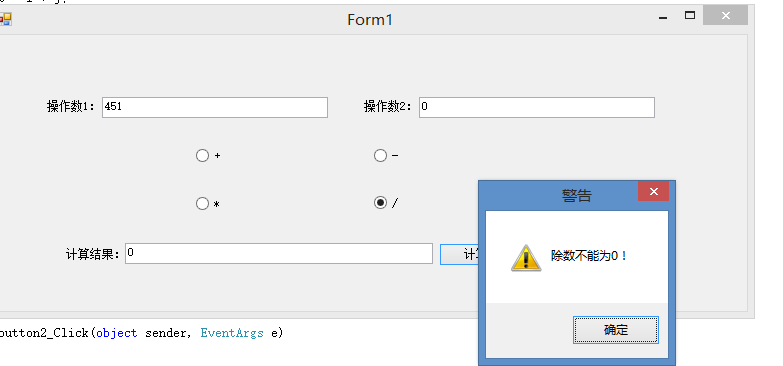 Form1
操作数1: 451
操作数2: 0
+
-
*
/
计算结果: 0
计
警告
除数不能为0！
确定
button2_Click(object sender, EventArgs e)